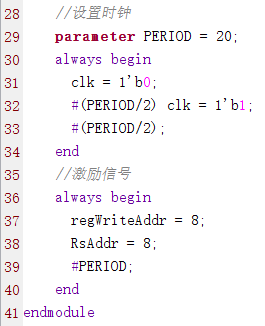 28 //设置时钟
29 parameter PERIOD = 20;
30 always begin
31 clk = 1'b0;
32 #(PERIOD/2) clk = 1'b1;
33 #(PERIOD/2);
34 end
35 //激励信号
36 always begin
37 regWriteAddr = 8;
38 RsAddr = 8;
39 #PERIOD;
40 end
41 endmodule